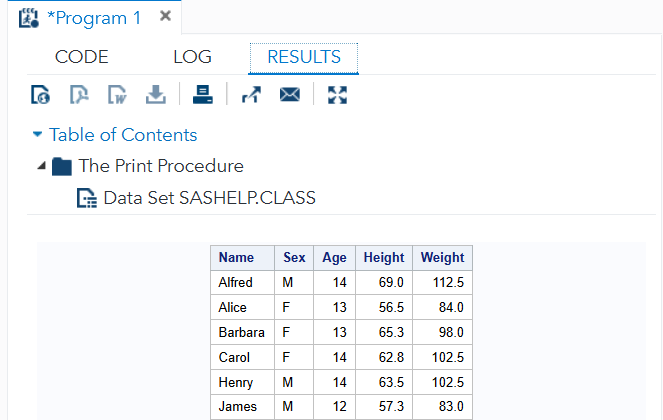 *Program 1
CODE LOG RESULTS
Table of Contents
The Print Procedure
Data Set SASHELP.CLASS
Name Sex Age Height Weight
Alfred M 14 69.0 112.5
Alice F 13 56.5 84.0
Barbara F 13 65.3 98.0
Carol F 14 62.8 102.5
Henry M 14 63.5 102.5
James M 12 57.3 83.0